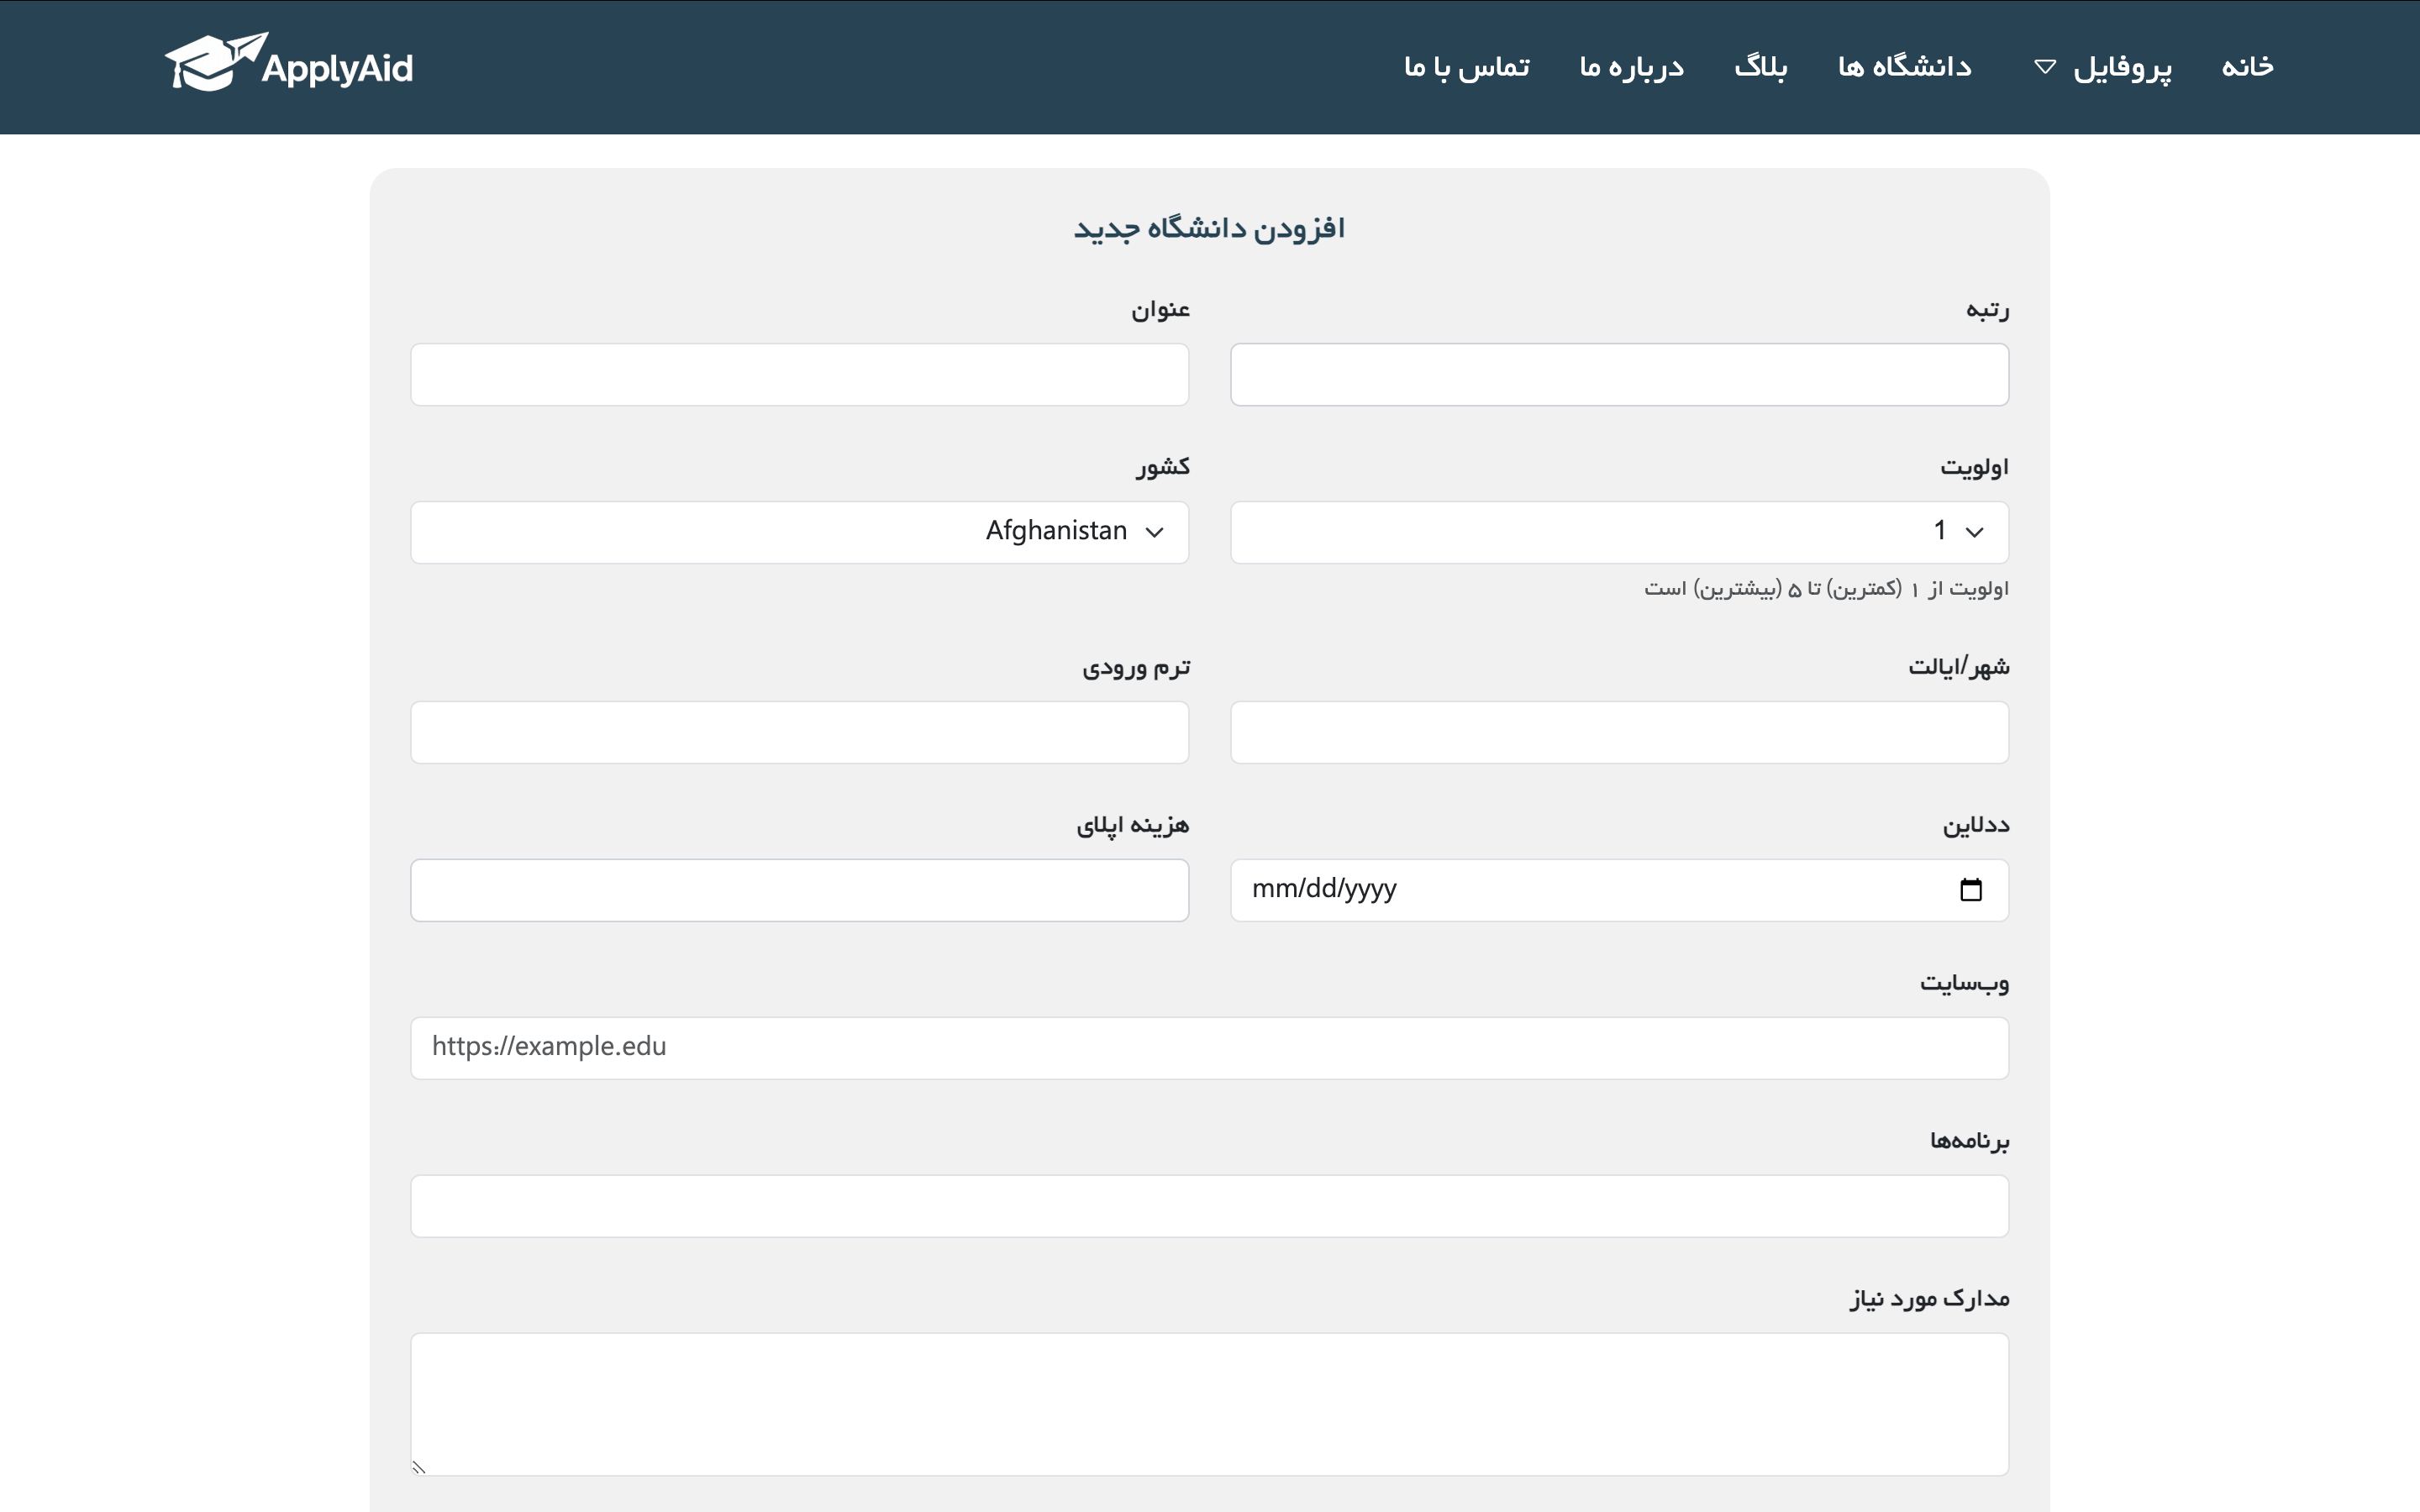 خانه پروفایل دانشگاه ها بلاگ درباره ما تماس با ما ApplyAid
افزودن دانشگاه جدید
رتبه عنوان
اولویت کشور
1 Afghanistan
اولویت از ۱ (کمترین) تا ۵ (بیشترین) است
شهر/ایالت ترم ورودی
ددلاین هزینه اپلای
mm/dd/yyyy
وب‌سایت
https://example.edu
برنامه‌ها
مدارک مورد نیاز